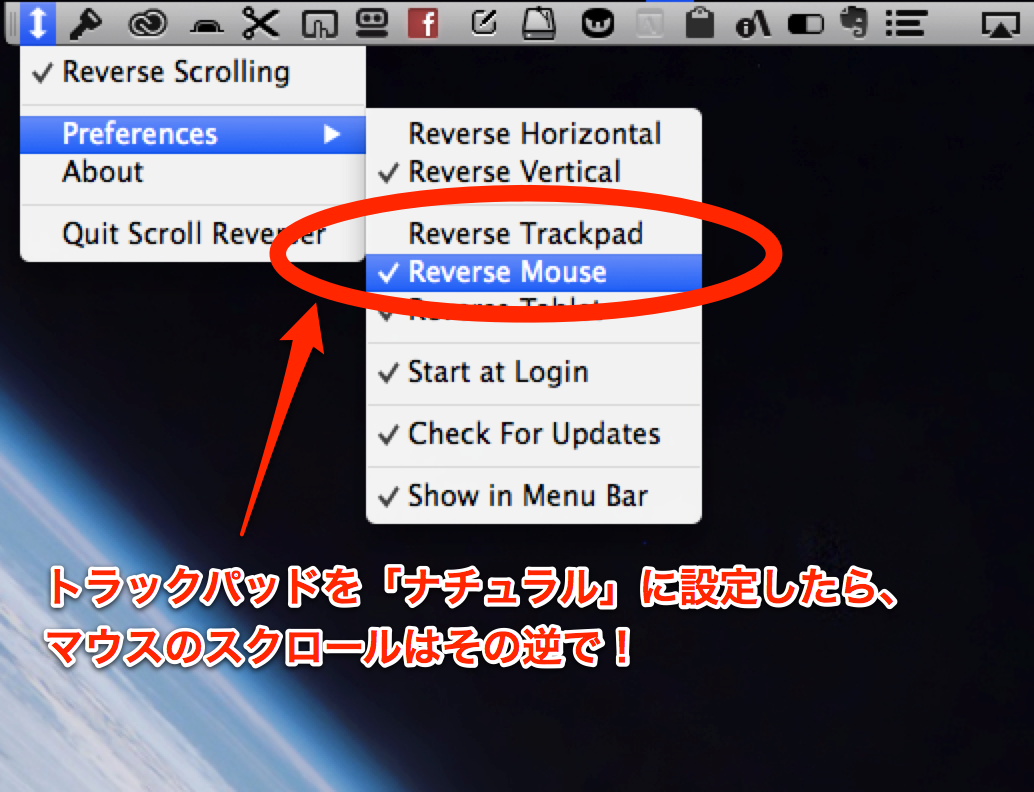 Reverse Scrolling
Preferences
About
Quit Scroll Reverser
Reverse Horizontal
Reverse Vertical
Reverse Trackpad
Reverse Mouse
Reverse Tablet
Start at Login
Check For Updates
Show in Menu Bar
トラックパッドを「ナチュラル」に設定したら、
マウスのスクロールはその逆で！